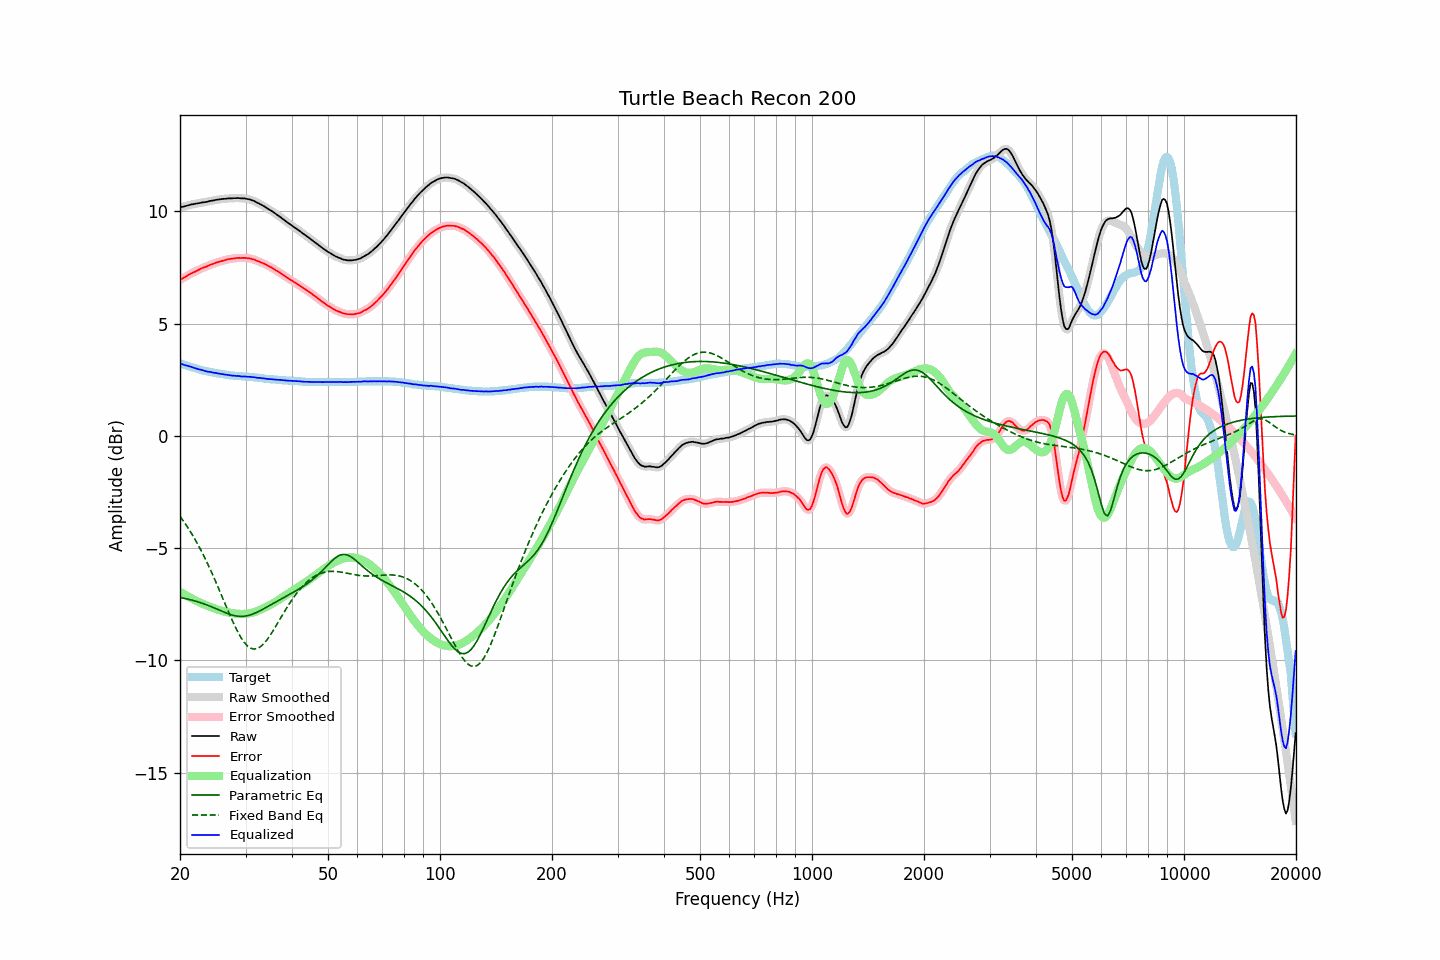 Turtle Beach Recon 200
Amplitude (dBr)
10
5
0
−5
−10
−15
Target
Raw Smoothed
Error Smoothed
Raw
Error
Equalization
Parametric Eq
Fixed Band Eq
Equalized
20 50 100 200 500 1000 2000 5000 10000 20000
Frequency (Hz)